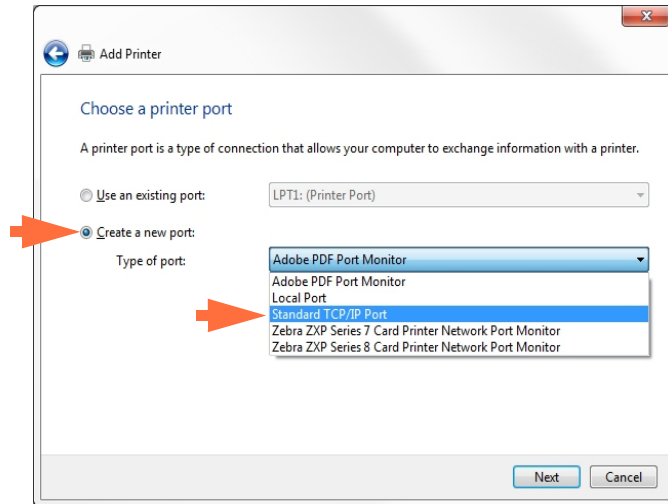 Add Printer
Choose a printer port
A printer port is a type of connection that allows your computer to exchange information with a printer.
Use an existing port: LPT1: (Printer Port)
Create a new port:
Type of port: Adobe PDF Port Monitor
Adobe PDF Port Monitor
Local Port
Standard TCP/IP Port
Zebra ZXP Series 7 Card Printer Network Port Monitor
Zebra ZXP Series 8 Card Printer Network Port Monitor
Next Cancel